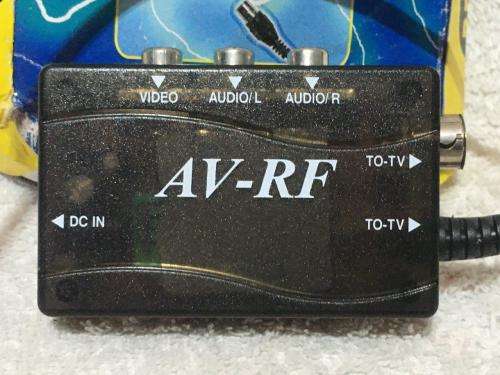 VIDEO AUDIO/L AUDIO/R
AV-RF
TO-TV
DC IN
TO-TV